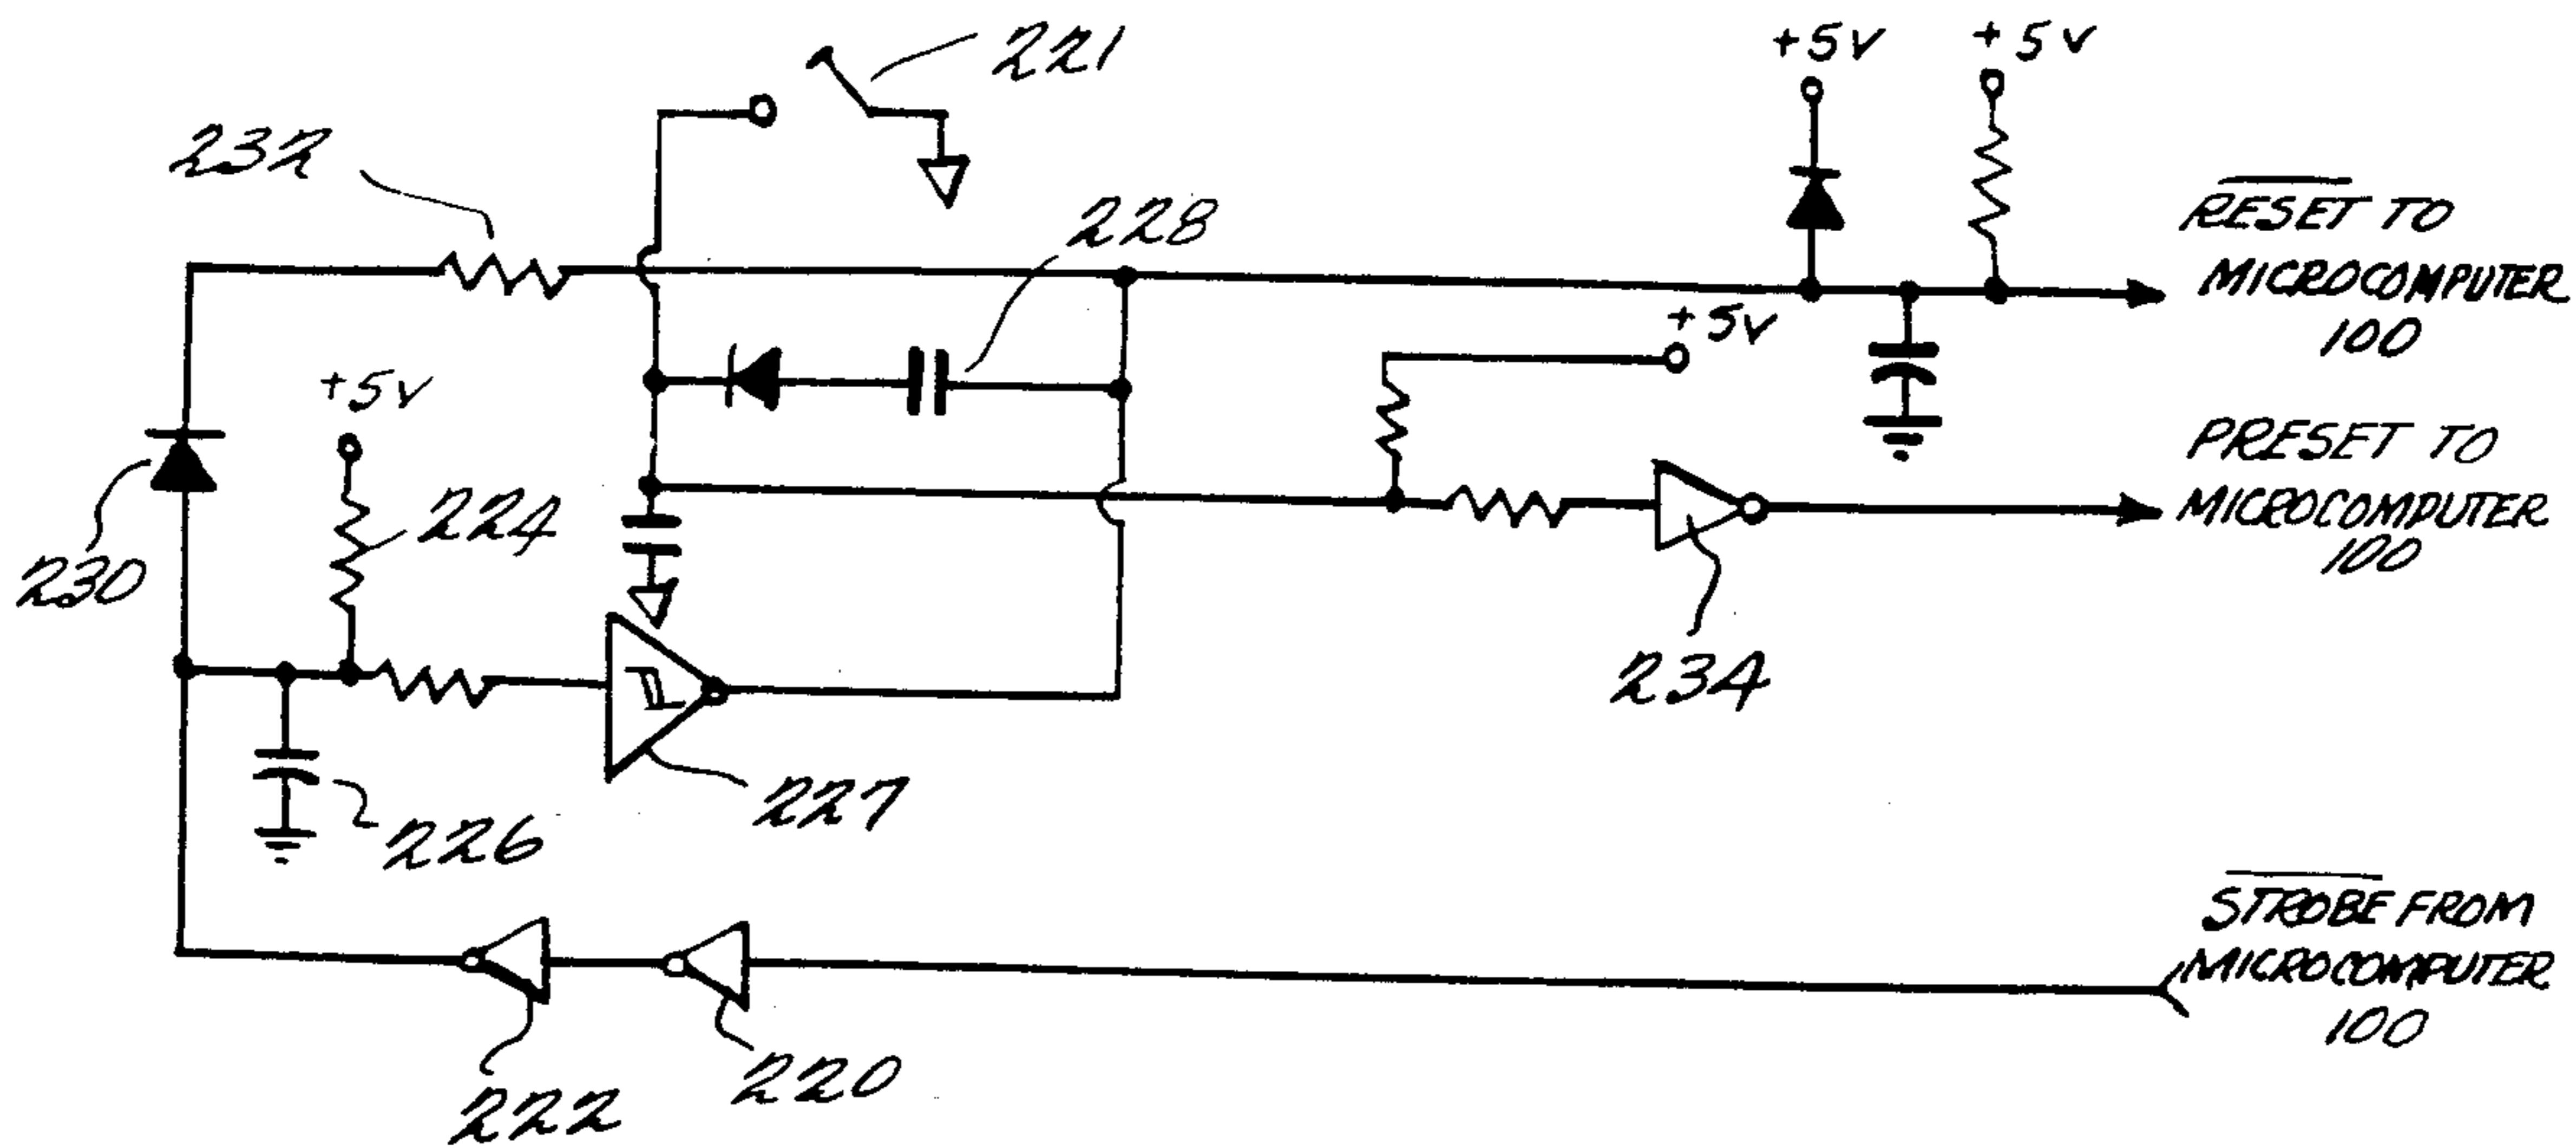 221
+5V
+5V
232
RESET TO
MICROCOMPUTER
100
228
+5V
+5V
PRESET TO
MICROCOMPUTER
100
224
230
234
227
226
STROBE FROM
MICROCOMPUTER
100
220
222